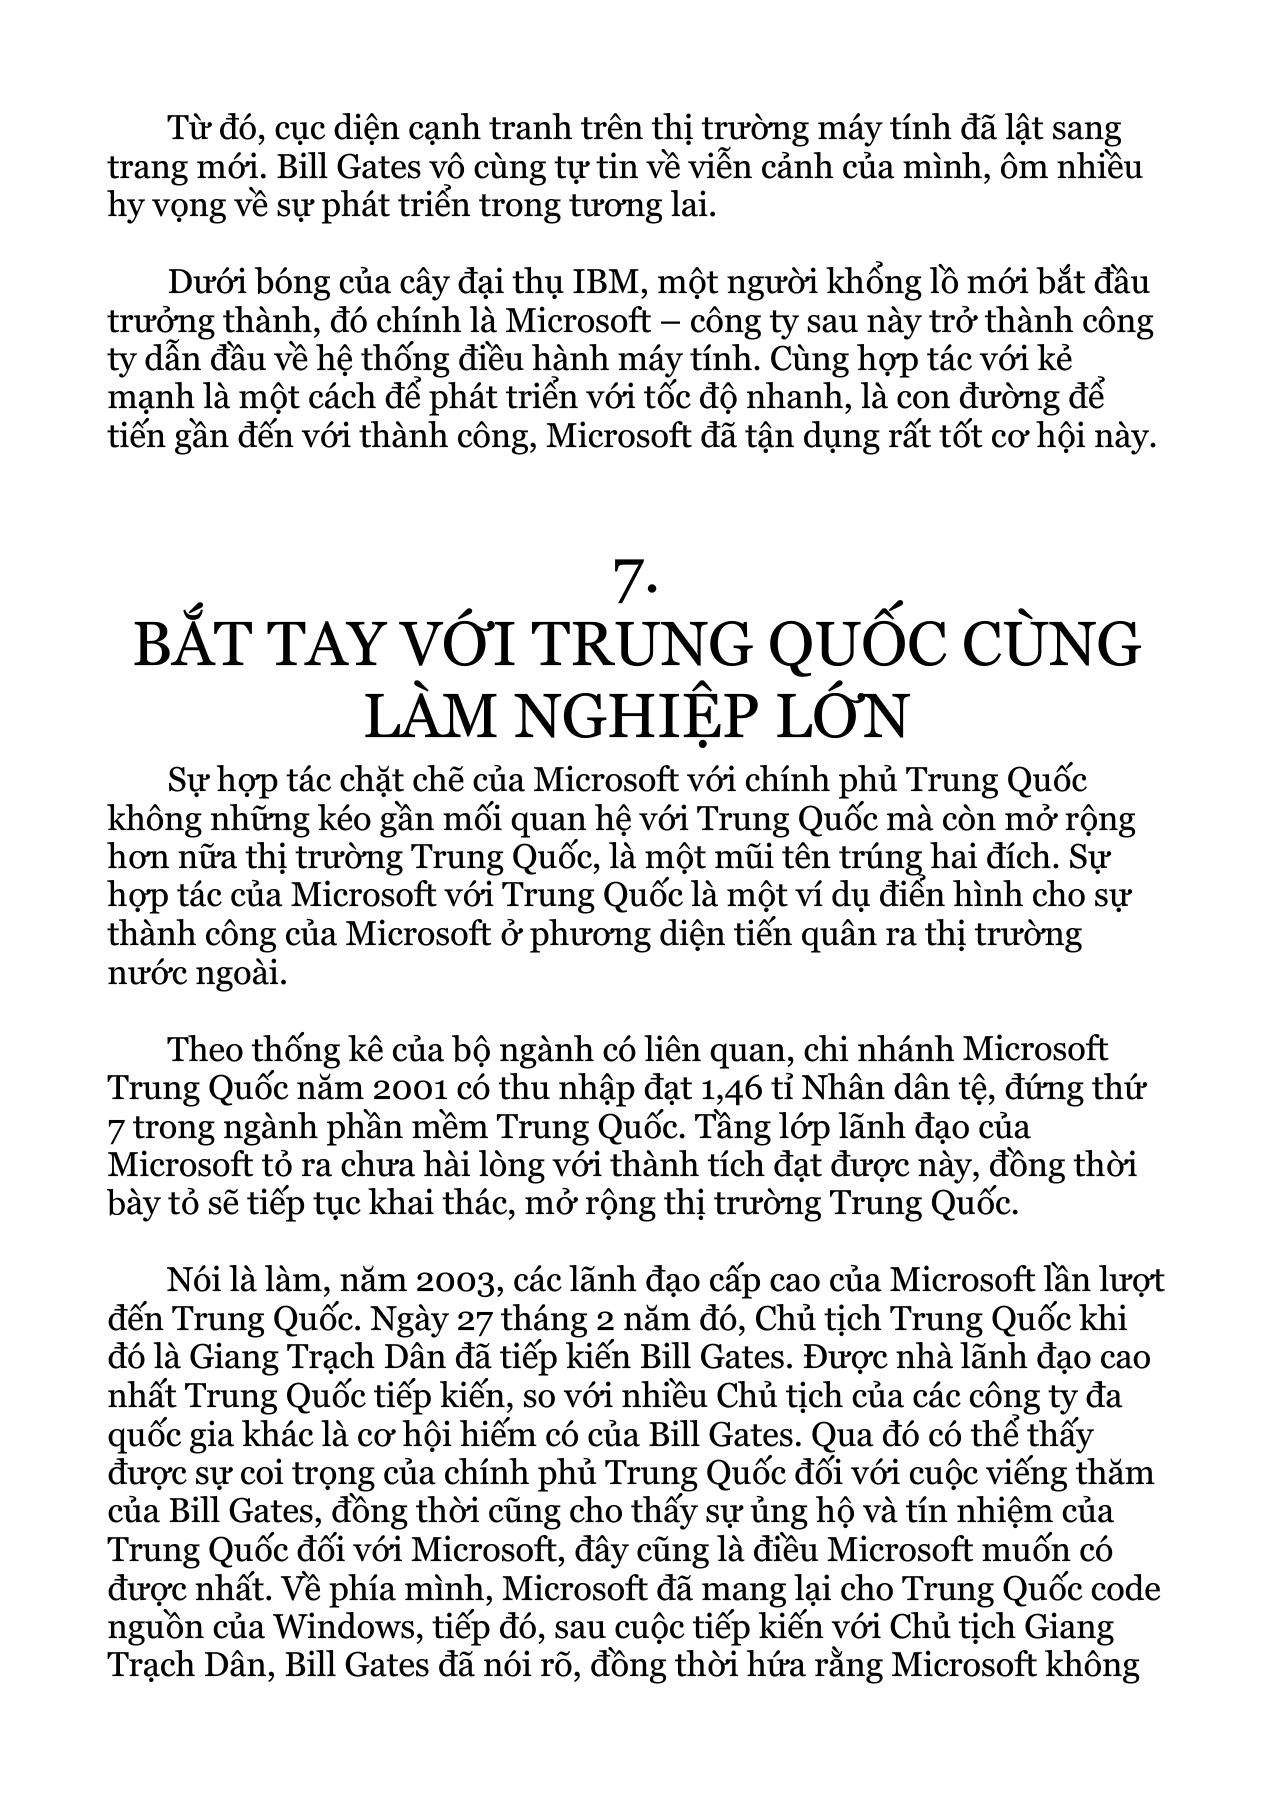 Từ đó, cục diện cạnh tranh trên thị trường máy tính đã lật sang
trang mới. Bill Gates vô cùng tự tin về viễn cảnh của mình, ôm nhiều
hy vọng về sự phát triển trong tương lai.
Dưới bóng của cây đại thụ IBM, một người khổng lồ mới bắt đầu
trưởng thành, đó chính là Microsoft – công ty sau này trở thành công
ty dẫn đầu về hệ thống điều hành máy tính. Cùng hợp tác với kẻ
mạnh là một cách để phát triển với tốc độ nhanh, là con đường để
tiến gần đến với thành công, Microsoft đã tận dụng rất tốt cơ hội này.
7.
BẮT TAY VỚI TRUNG QUỐC CÙNG
LÀM NGHIỆP LỚN
Sự hợp tác chặt chẽ của Microsoft với chính phủ Trung Quốc
không những kéo gần mối quan hệ với Trung Quốc mà còn mở rộng
hơn nữa thị trường Trung Quốc, là một mũi tên trúng hai đích. Sự
hợp tác của Microsoft với Trung Quốc là một ví dụ điển hình cho sự
thành công của Microsoft ở phương diện tiến quân ra thị trường
nước ngoài.
Theo thống kê của bộ ngành có liên quan, chi nhánh Microsoft
Trung Quốc năm 2001 có thu nhập đạt 1,46 tỉ Nhân dân tệ, đứng thứ
7 trong ngành phần mềm Trung Quốc. Tầng lớp lãnh đạo của
Microsoft tỏ ra chưa hài lòng với thành tích đạt được này, đồng thời
bày tỏ sẽ tiếp tục khai thác, mở rộng thị trường Trung Quốc.
Nói là làm, năm 2003, các lãnh đạo cấp cao của Microsoft lần lượt
đến Trung Quốc. Ngày 27 tháng 2 năm đó, Chủ tịch Trung Quốc khi
đó là Giang Trạch Dân đã tiếp kiến Bill Gates. Được nhà lãnh đạo cao
nhất Trung Quốc tiếp kiến, so với nhiều Chủ tịch của các công ty đa
quốc gia khác là cơ hội hiếm có của Bill Gates. Qua đó có thể thấy
được sự coi trọng của chính phủ Trung Quốc đối với cuộc viếng thăm
của Bill Gates, đồng thời cũng cho thấy sự ủng hộ và tín nhiệm của
Trung Quốc đối với Microsoft, đây cũng là điều Microsoft muốn có
được nhất. Về phía mình, Microsoft đã mang lại cho Trung Quốc code
nguồn của Windows, tiếp đó, sau cuộc tiếp kiến với Chủ tịch Giang
Trạch Dân, Bill Gates đã nói rõ, đồng thời hứa rằng Microsoft không